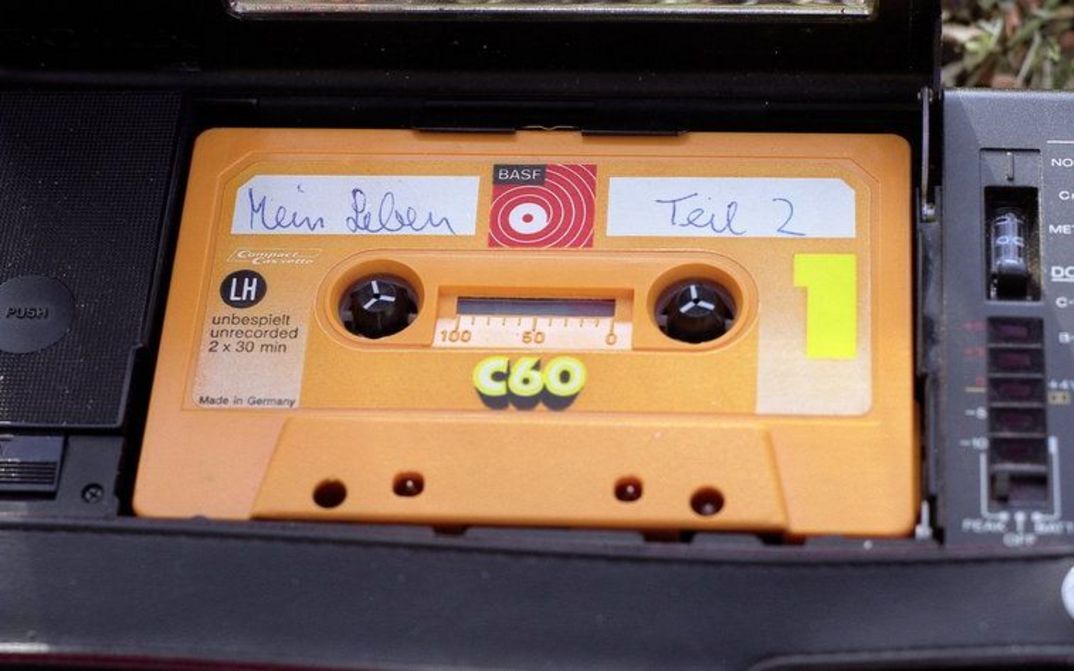 BASF
Mein Leben
Teil 2
Compact
Cassette
LH
unbespielt
unrecorded
2 x 30 min
Made in Germany
100 50 0
C60
1
PUSH